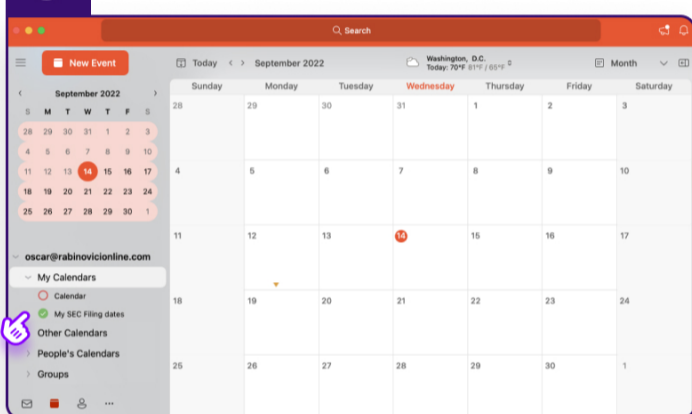 Search
New Event
Today < > September 2022
Washington, D.C.
Today: 70°F 81°F / 65°F
Month
< September 2022 >
S M T W T F S
28 29 30 31 1 2 3
4 5 6 7 8 9 10
11 12 13 14 15 16 17
18 19 20 21 22 23 24
25 26 27 28 29 30 1
oscar@rabinovicionline.com
My Calendars
Calendar
My SEC Filing dates
Other Calendars
People's Calendars
Groups
Sunday Monday Tuesday Wednesday Thursday Friday Saturday
28 29 30 31 1 2 3
4 5 6 7 8 9 10
11 12 13 14 15 16 17
18 19 20 21 22 23 24
25 26 27 28 29 30 1